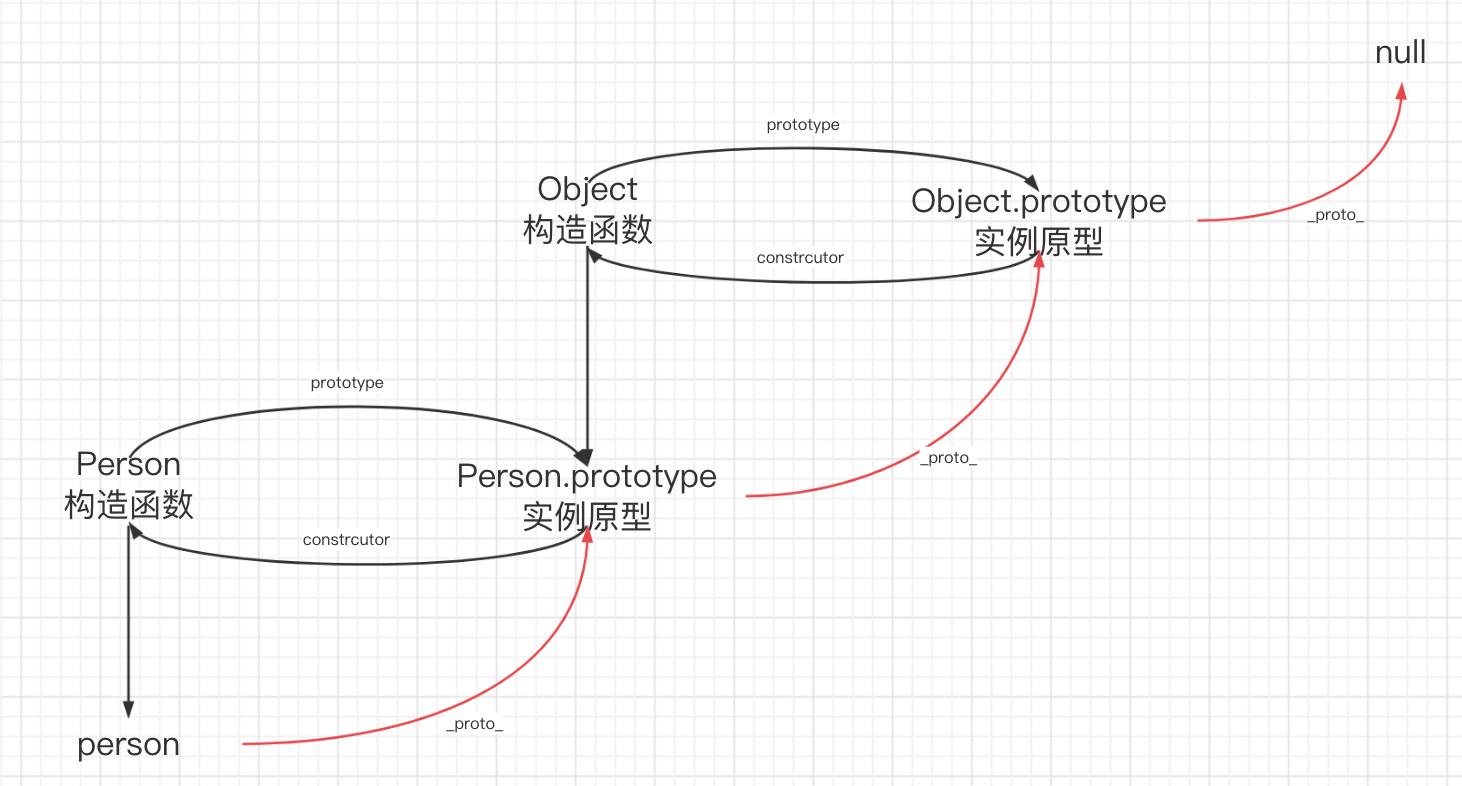 null
prototype
Object
构造函数
Object.prototype
实例原型
_proto_
constrcutor
prototype
_proto_
Person
构造函数
Person.prototype
实例原型
constrcutor
_proto_
person